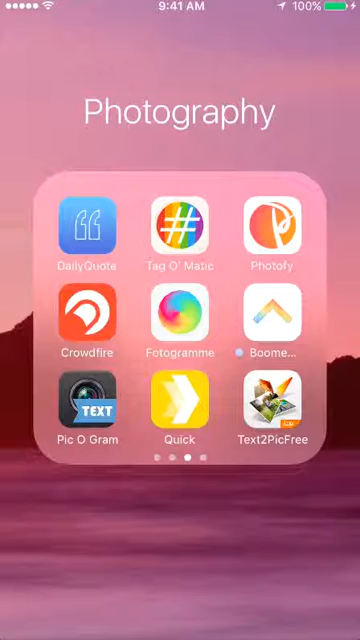 9:41 AM
100%
Photography
DailyQuote
Tag O' Matic
Photofy
Crowdfire
Fotogramme
Boome...
TEXT
Pic O Gram
Quick
Text2PicFree